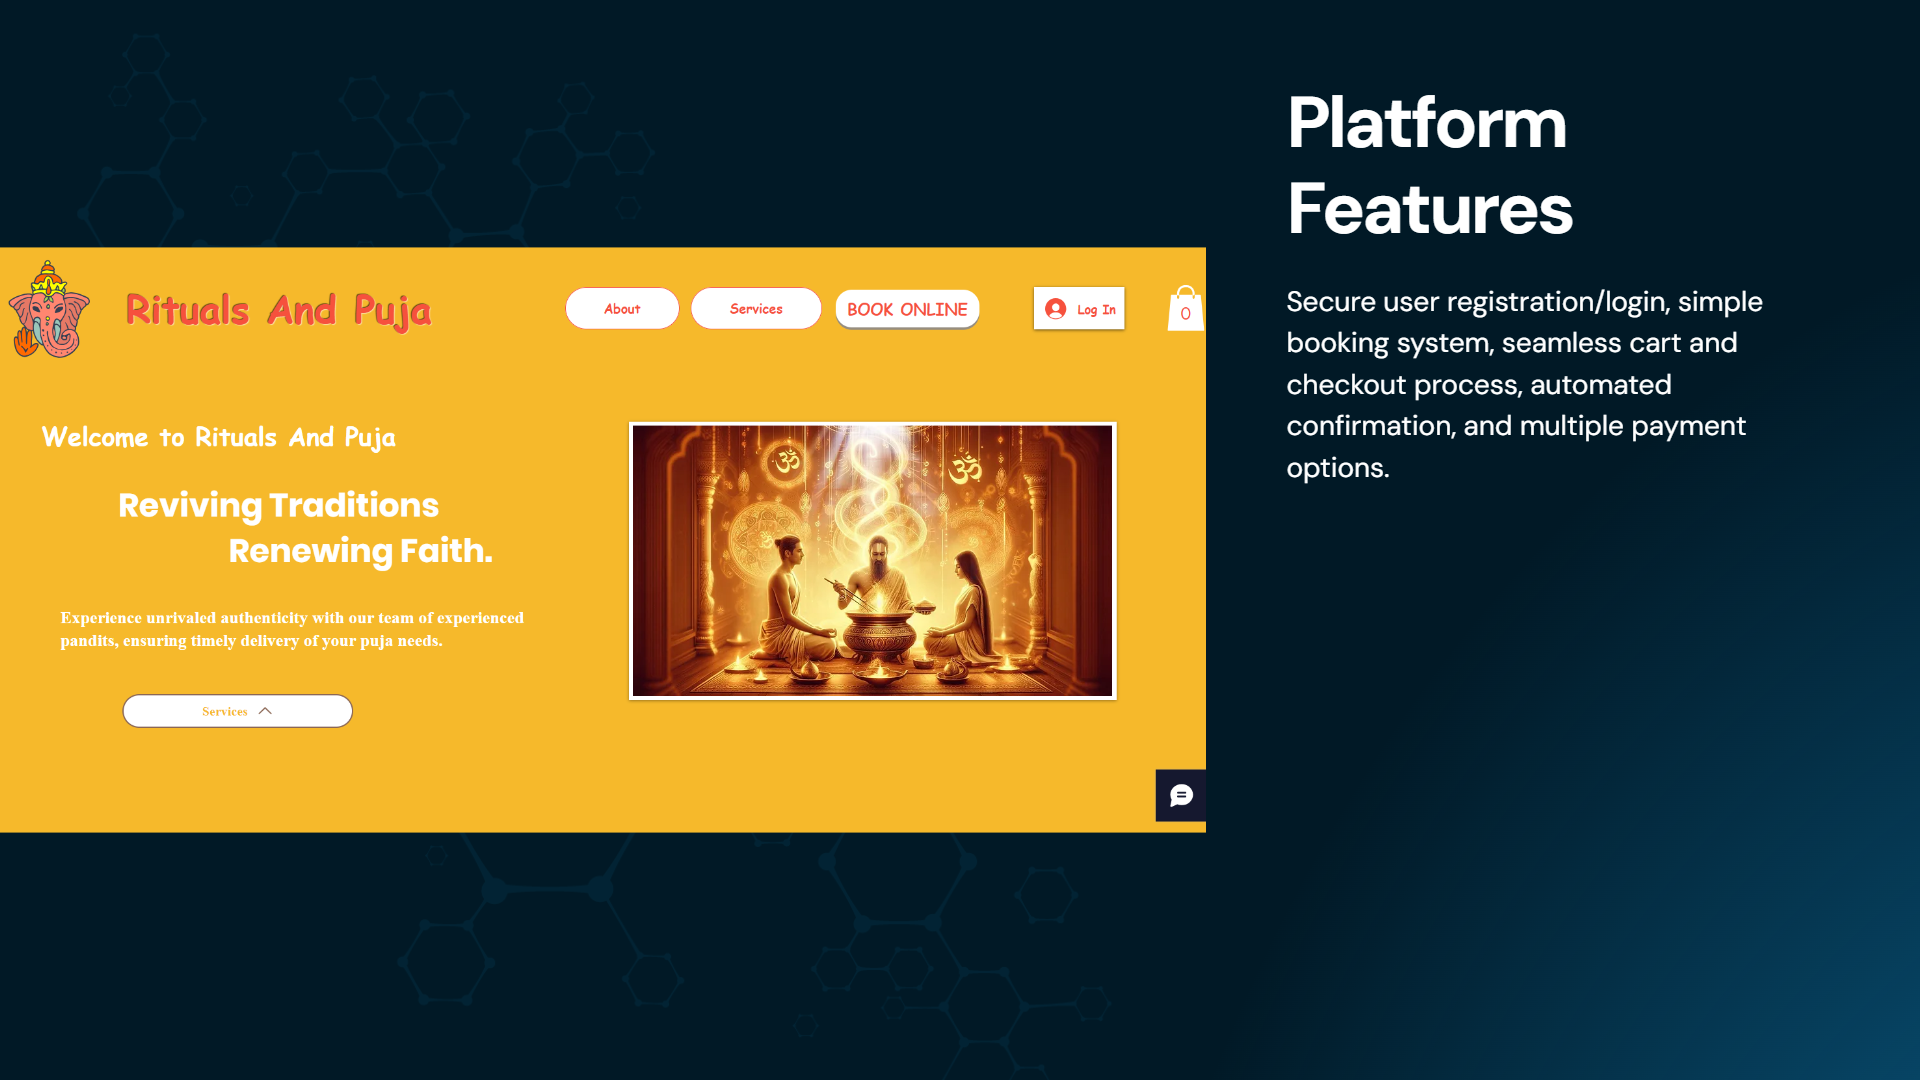 Platform
Features
Secure user registration/login, simple
booking system, seamless cart and
checkout process, automated
confirmation, and multiple payment
options.
Rituals And Puja
About
Services
BOOK ONLINE
Log In
0
Welcome to Rituals And Puja
Reviving Traditions
Renewing Faith.
Experience unrivaled authenticity with our team of experienced
pandits, ensuring timely delivery of your puja needs.
ॐ
ॐ
Services